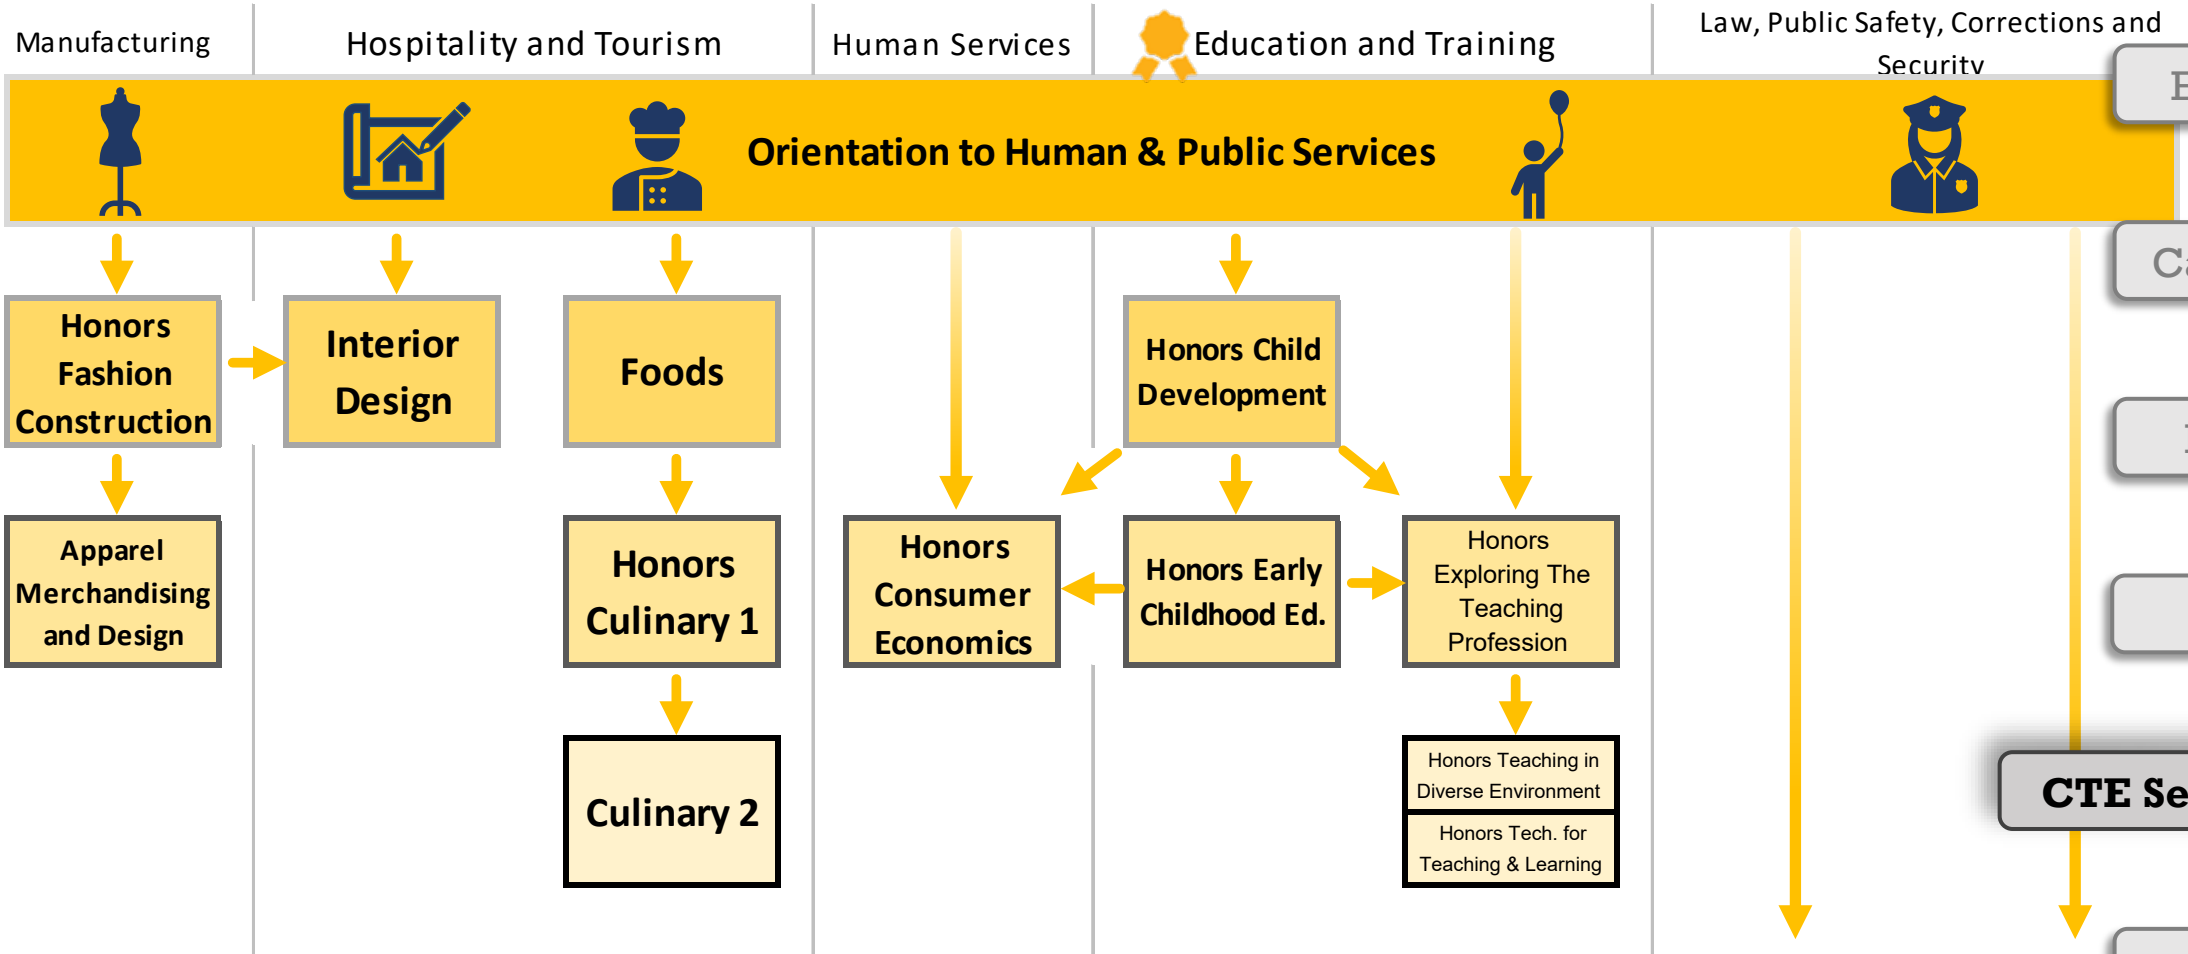 Manufacturing
Hospitality and Tourism
Human Services
Education and Training
Law, Public Safety, Corrections and
Security
Orientation to Human & Public Services
Honors
Fashion
Construction
Interior
Design
Foods
Honors Child
Development
Apparel
Merchandising
and Design
Honors
Culinary 1
Honors
Consumer
Economics
Honors Early
Childhood Ed.
Honors
Exploring The
Teaching
Profession
Culinary 2
Honors Teaching in
Diverse Environment
Honors Tech. for
Teaching & Learning
CTE Se
Ca